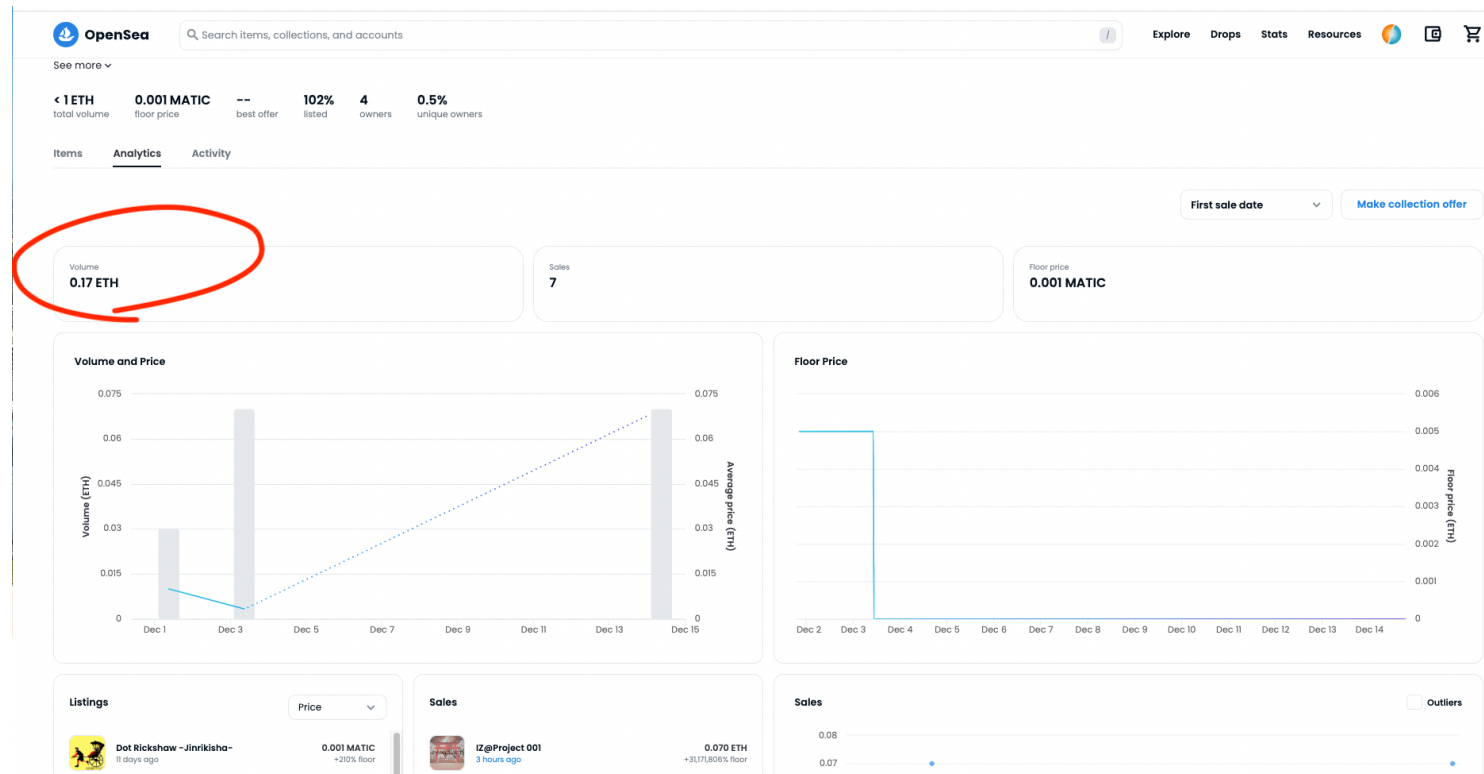 OpenSea
Search items, collections, and accounts
/
Explore Drops Stats Resources
See more
< 1 ETH 0.001 MATIC -- 102% 4 0.5%
total volume floor price best offer listed owners unique owners
Items Analytics Activity
First sale date
Make collection offer
Volume
0.17 ETH
Sales
7
Floor price
0.001 MATIC
Volume and Price
0.075
0.06
0.045
0.03
0.015
0
Volume (ETH)
0.075
0.06
0.045
0.03
0.015
0
Average price (ETH)
Dec 1 Dec 3 Dec 5 Dec 7 Dec 9 Dec 11 Dec 13 Dec 15
Floor Price
0.006
0.005
0.004
0.003
0.002
0.001
0
Floor price (ETH)
Dec 2 Dec 3 Dec 4 Dec 5 Dec 6 Dec 7 Dec 8 Dec 9 Dec 10 Dec 11 Dec 12 Dec 13 Dec 14
Listings
Price
Dot Rickshaw -Jinrikisha- 0.001 MATIC
11 days ago +210% floor
Sales
IZ@Project 001 0.070 ETH
3 hours ago +31,171,806% floor
Sales
Outliers
0.08
0.07